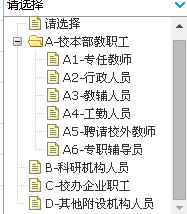 请选择
请选择
A-校本部教职工
A1-专任教师
A2-行政人员
A3-教辅人员
A4-工勤人员
A5-聘请校外教师
A6-专职辅导员
B-科研机构人员
C-校办企业职工
D-其他附设机构人员